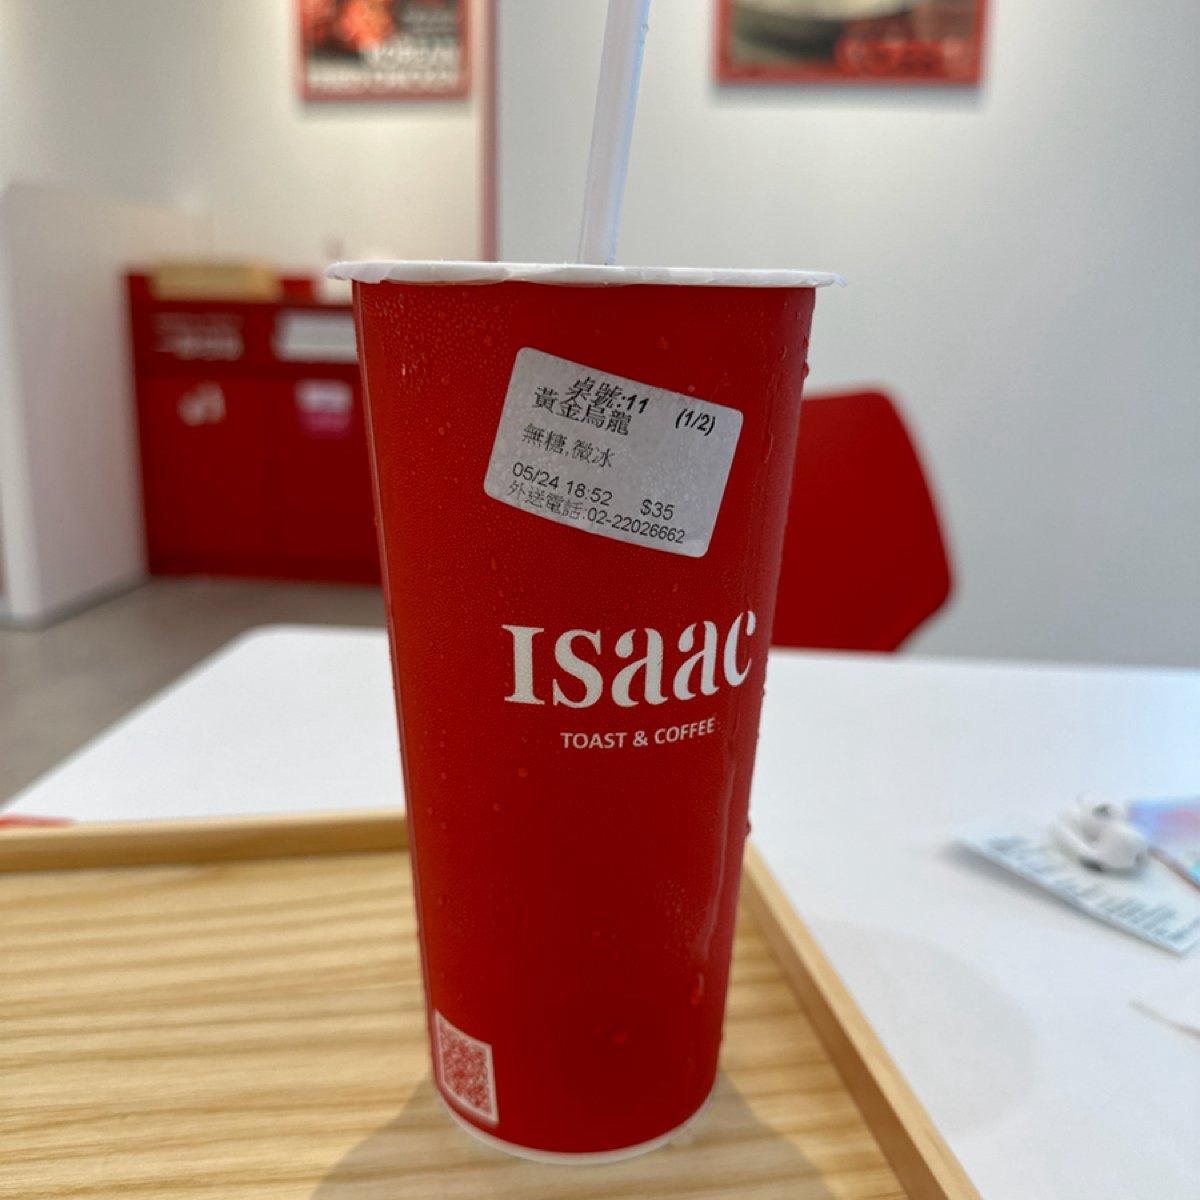 桌號:11 (1/2)
黃金烏龍
無糖,微冰
05/24 18:52 $35
外送電話:02-22026662
ISaac
TOAST & COFFEE